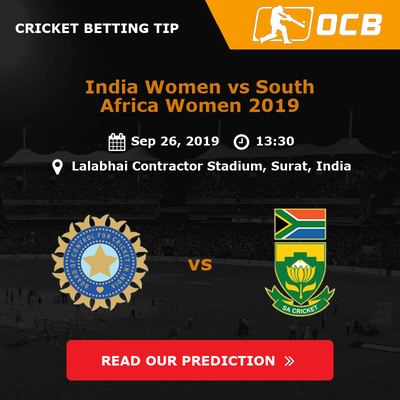 CRICKET BETTING TIP
OCB
India Women vs South
Africa Women 2019
Sep 26, 2019 13:30
Lalabhai Contractor Stadium, Surat, India
vs
SA CRICKET
READ OUR PREDICTION »